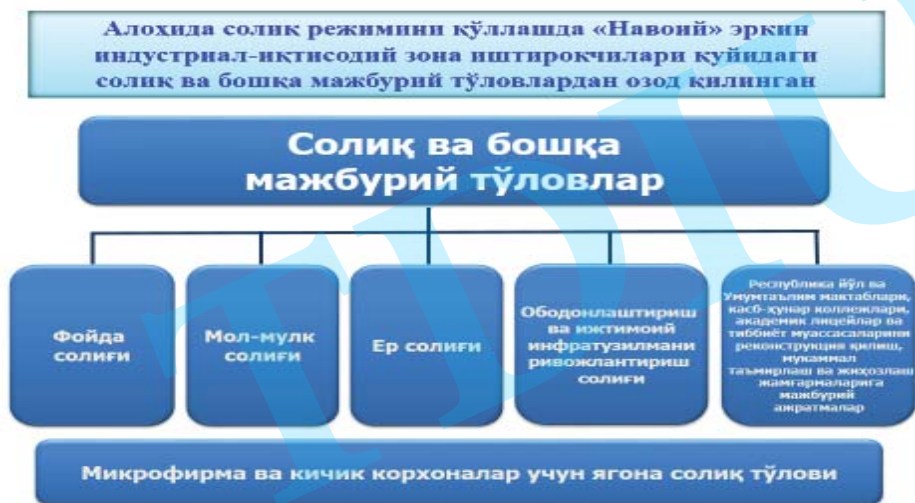 Алоҳида солиқ режимини қўллашда «Навоий» эркин
индустриал-иқтисодий зона иштирокчилари қуйидаги
солиқ ва бошқа мажбурий тўловлардан озод қилинган
Солиқ ва бошқа
мажбурий тўловлар
Фойда
солиғи
Мол-мулк
солиғи
Ер солиғи
Ободонлаштириш
ва ижтимоий
инфратузилмани
ривожлантириш
солиғи
Республика йўл ва
Умумтаълим мактаблари,
касб-ҳунар коллежлари,
академик лицейлар ва
тиббиёт муассасаларини
реконструкция қилиш,
мукаммал
таъмирлаш ва жиҳозлаш
жамғармаларига
мажбурий
ажратмалар
Микрофирма ва кичик корхоналар учун ягона солиқ тўлови